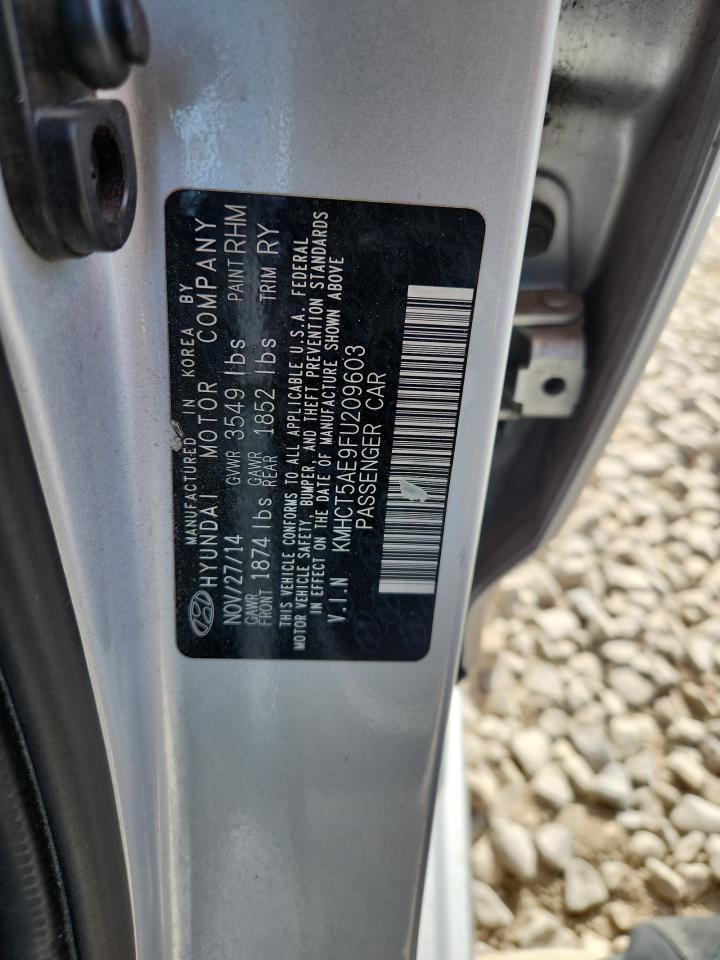 MANUFACTURED IN KOREA BY
HYUNDAI MOTOR COMPANY
NOV/27/14 GVWR 3549 lbs PAINT RHM
GAWR FRONT 1874 lbs GAWR REAR 1852 lbs TRIM RY
THIS VEHICLE CONFORMS TO ALL APPLICABLE U.S.A. FEDERAL
MOTOR VEHICLE SAFETY, BUMPER, AND THEFT PREVENTION STANDARDS
IN EFFECT ON THE DATE OF MANUFACTURE SHOWN ABOVE
V.I.N KMHCT5AE9FU209603
PASSENGER CAR